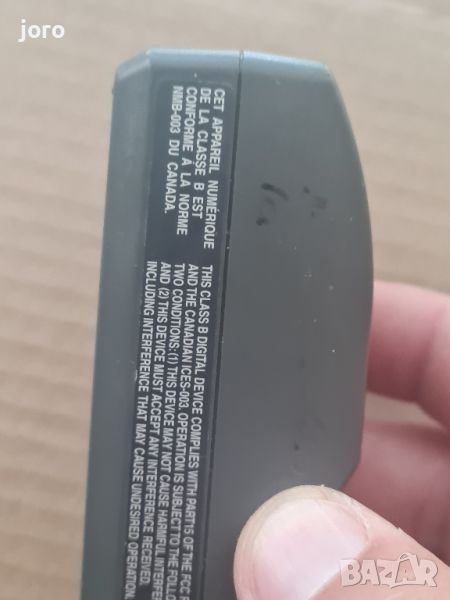 joro
CET APPAREIL NUMÉRIQUE
DE LA CLASSE B EST
CONFORME À LA NORME
NMB-003 DU CANADA.
THIS CLASS B DIGITAL DEVICE COMPLIES WITH PART15 OF THE FCC
AND THE CANADIAN ICES-003. OPERATION IS SUBJECT TO THE
TWO CONDITIONS: (1) THIS DEVICE MAY NOT CAUSE HARMFUL
AND (2) THIS DEVICE MUST ACCEPT ANY INTERFERENCE RECEIVED,
INCLUDING INTERFERENCE THAT MAY CAUSE UNDESIRED OPERATION.
BAZAR